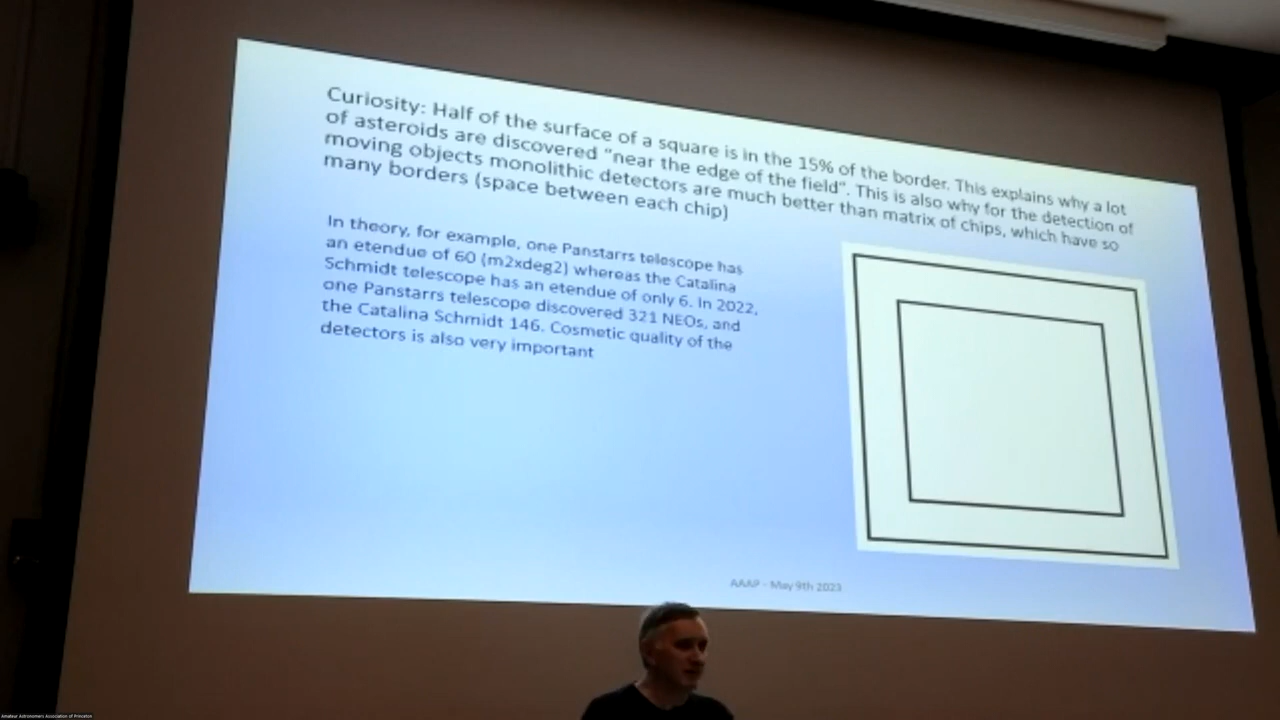 Curiosity: Half of the surface of a square is in the 15% of the border. This explains why a lot
of asteroids are discovered "near the edge of the field". This is also why for the detection of
moving objects monolithic detectors are much better than matrix of chips, which have so
many borders (space between each chip)
In theory, for example, one Panstarrs telescope has
an etendue of 60 (m2xdeg2) whereas the Catalina
Schmidt telescope has an etendue of only 6. In 2022,
one Panstarrs telescope discovered 321 NEOs, and
the Catalina Schmidt 146. Cosmetic quality of the
detectors is also very important
AAAP - May 9th 2023
Amateur Astronomers Association of Princeton